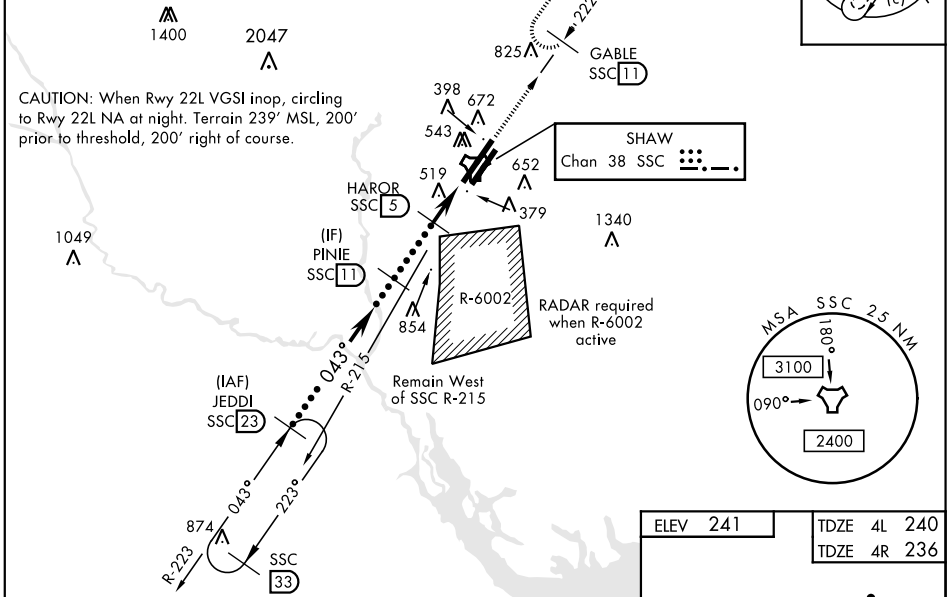 1400
2047
CAUTION: When Rwy 22L VGSI inop, circling
to Rwy 22L NA at night. Terrain 239' MSL, 200'
prior to threshold, 200' right of course.
222°
825
GABLE
SSC 11
398
672
543
SHAW
Chan 38 SSC
519
652
379
HAROR
SSC 5
1340
1049
(IF)
PINIE
SSC 11
R-6002
RADAR required
when R-6002
active
854
043°
R-215
Remain West
of SSC R-215
(IAF)
JEDDI
SSC 23
MSA SSC 25 NM
180°
3100
090°
2400
043°
223°
874
R-223
SSC
33
ELEV 241
TDZE 4L 240
TDZE 4R 236